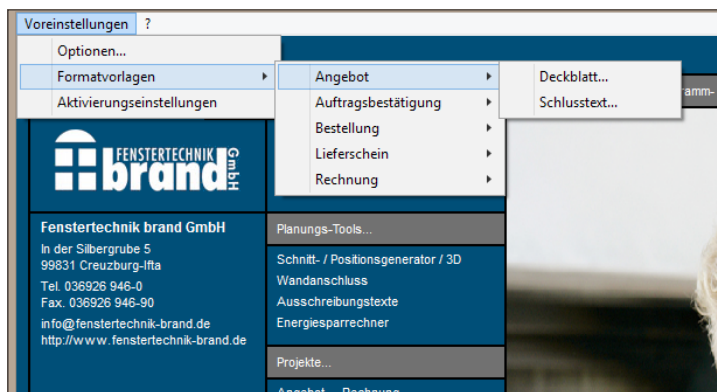 Voreinstellungen ?
Optionen...
Formatvorlagen
Aktivierungseinstellungen
Angebot
Auftragsbestätigung
Bestellung
Lieferschein
Rechnung
Deckblatt...
Schlusstext...
ramm-
FENSTERTECHNIK
brand GmbH
Fenstertechnik brand GmbH
In der Silbergrube 5
99831 Creuzburg-Ifta
Tel. 036926 946-0
Fax. 036926 946-90
info@fenstertechnik-brand.de
http://www.fenstertechnik-brand.de
Planungs-Tools...
Schnitt- / Positionsgenerator / 3D
Wandanschluss
Ausschreibungstexte
Energiesparrechner
Projekte...
Angebot ... Rechnung